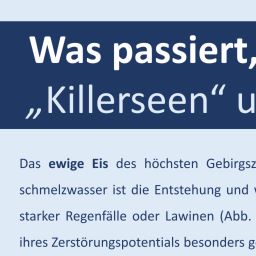 Was passiert,
„Killerseen“ u
Das ewige Eis des höchsten Gebirgsz
schmelzwasser ist die Entstehung und
starker Regenfälle oder Lawinen (Abb.
ihres Zerstörungspotentials besonders g